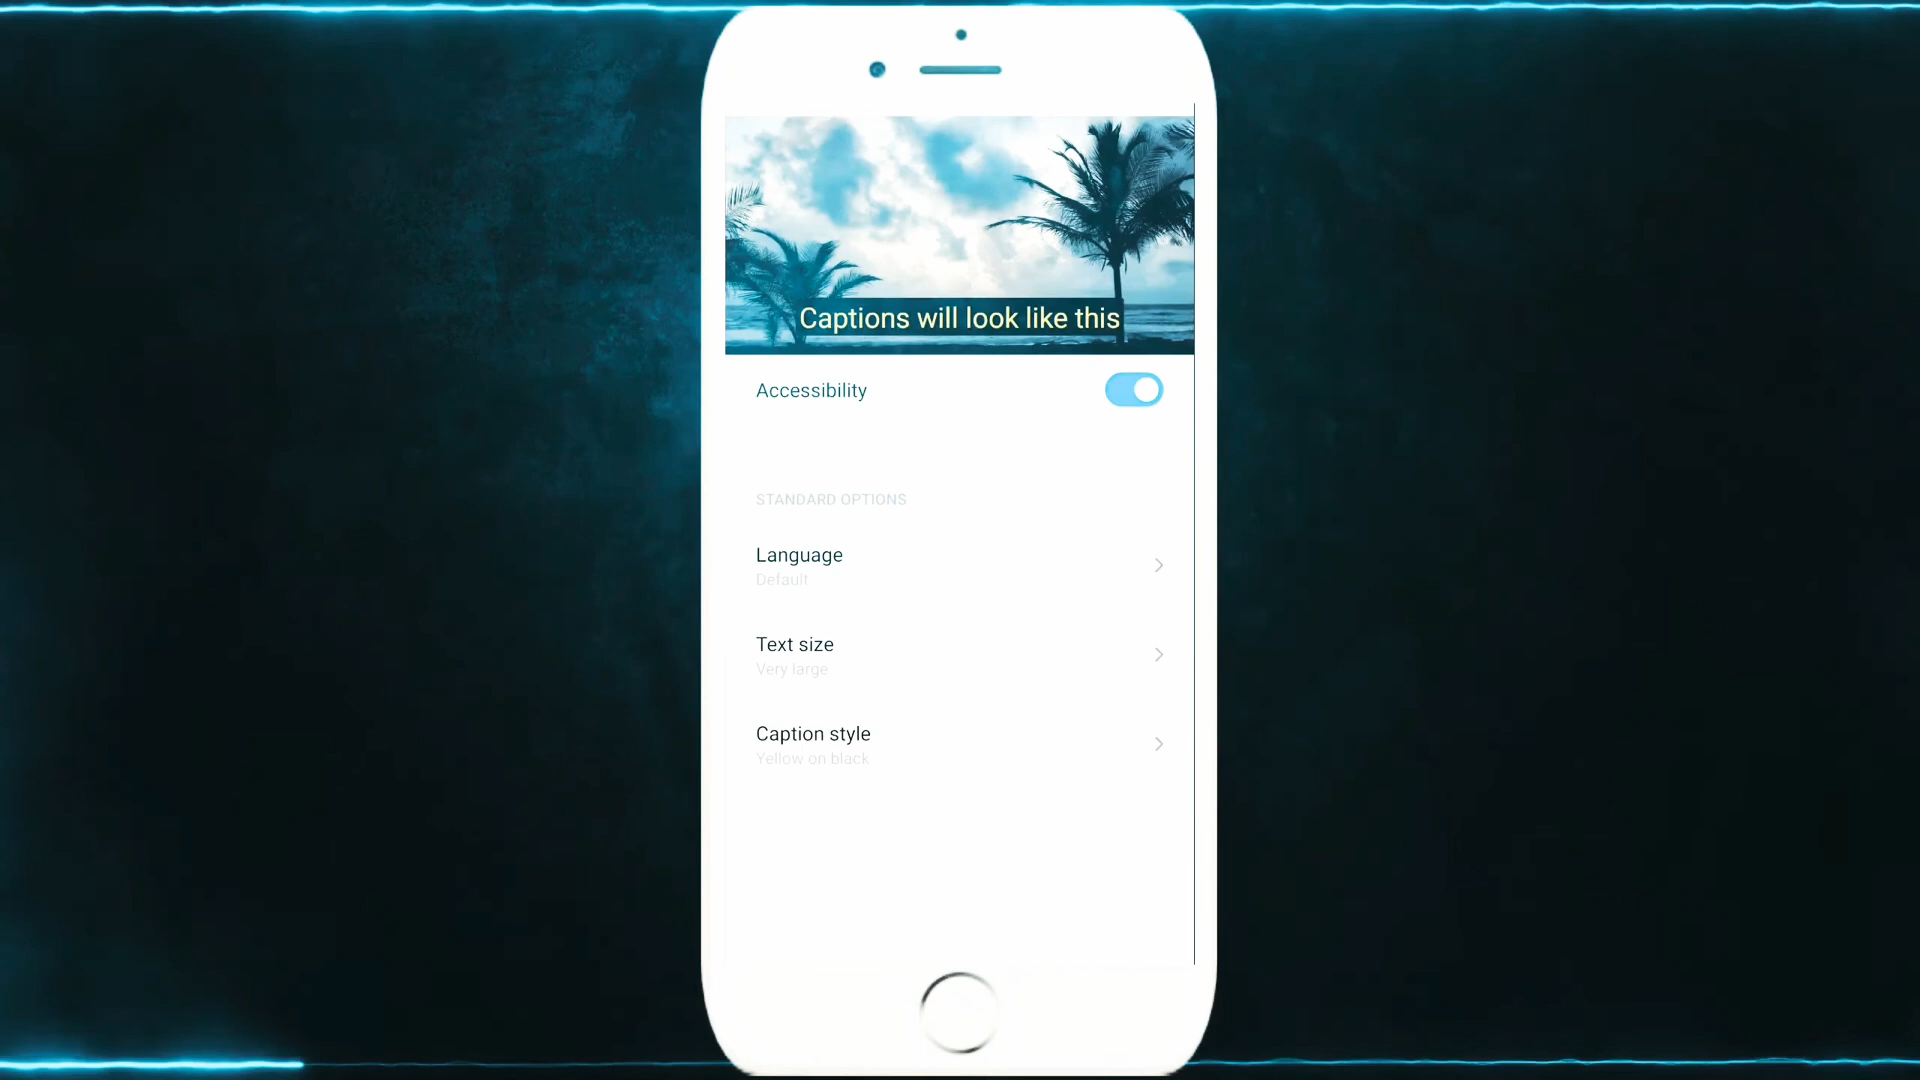 Captions will look like this
Accessibility
STANDARD OPTIONS
Language
Default
Text size
Very large
Caption style
Yellow on black